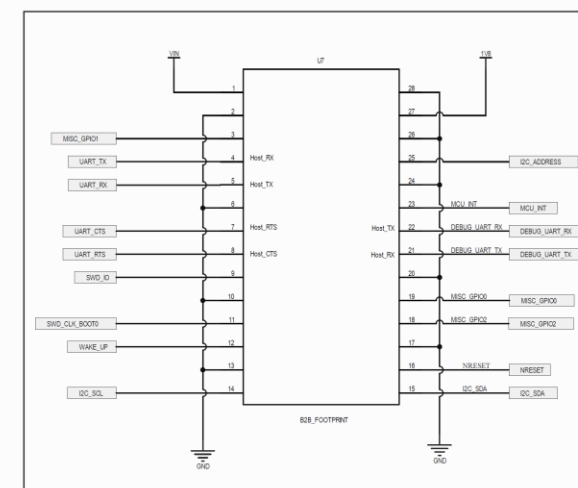 VIN
U7
1V8
1
28
2
27
MISC_GPIO1
3
26
UART_TX
4
Host_RX
25
I2C_ADDRESS
UART_RX
5
Host_TX
24
6
23
MCU_INT
MCU_INT
UART_CTS
7
Host_RTS
Host_TX
22
DEBUG_UART_RX
DEBUG_UART_RX
UART_RTS
8
Host_CTS
Host_RX
21
DEBUG_UART_TX
DEBUG_UART_TX
SWD_IO
9
20
10
19
MISC_GPIO0
MISC_GPIO0
SWD_CLK_BOOT0
11
18
MISC_GPIO2
MISC_GPIO2
WAKE_UP
12
17
13
16
NRESET
NRESET
I2C_SCL
14
15
I2C_SDA
I2C_SDA
B2B_FOOTPRINT
GND
GND